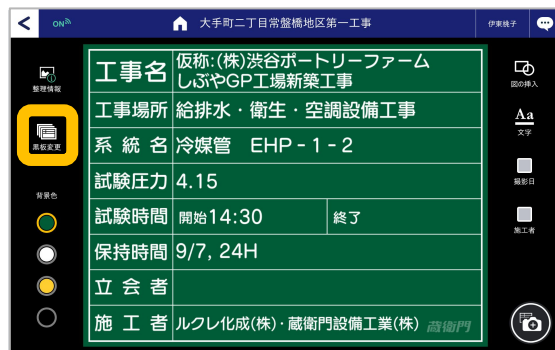 ON
大手町二丁目常盤橋地区第一工事
伊東桃子
整理情報
黒板変更
背景色
工事名 仮称:(株)渋谷ポートリーファーム
しぶやGP工場新築工事
工事場所 給排水・衛生・空調設備工事
系統名 冷媒管 EHP-1-2
試験圧力 4.15
試験時間 開始14:30 終了
保持時間 9/7, 24H
立会者
施工者 ルクレ化成(株)・蔵衛門設備工業(株) 蔵衛門
図の挿入
Aa
文字
撮影日
施工者